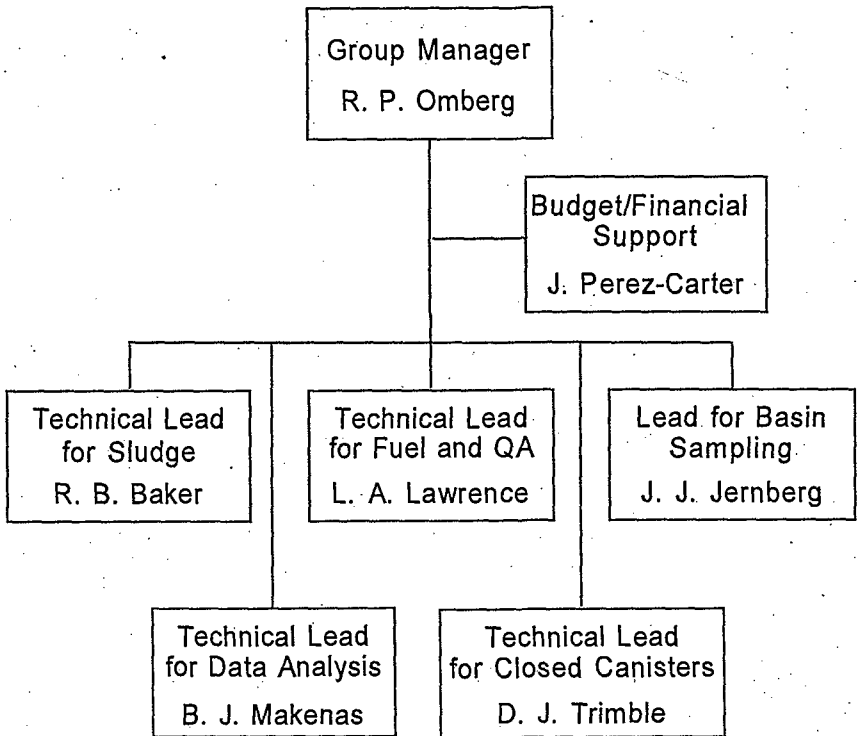 Group Manager
R. P. Omberg
Budget/Financial
Support
J. Perez-Carter
Technical Lead
for Sludge
R. B. Baker
Technical Lead
for Fuel and QA
L. A. Lawrence
Lead for Basin
Sampling
J. J. Jernberg
Technical Lead
for Data Analysis
B. J. Makenas
Technical Lead
for Closed Canisters
D. J. Trimble